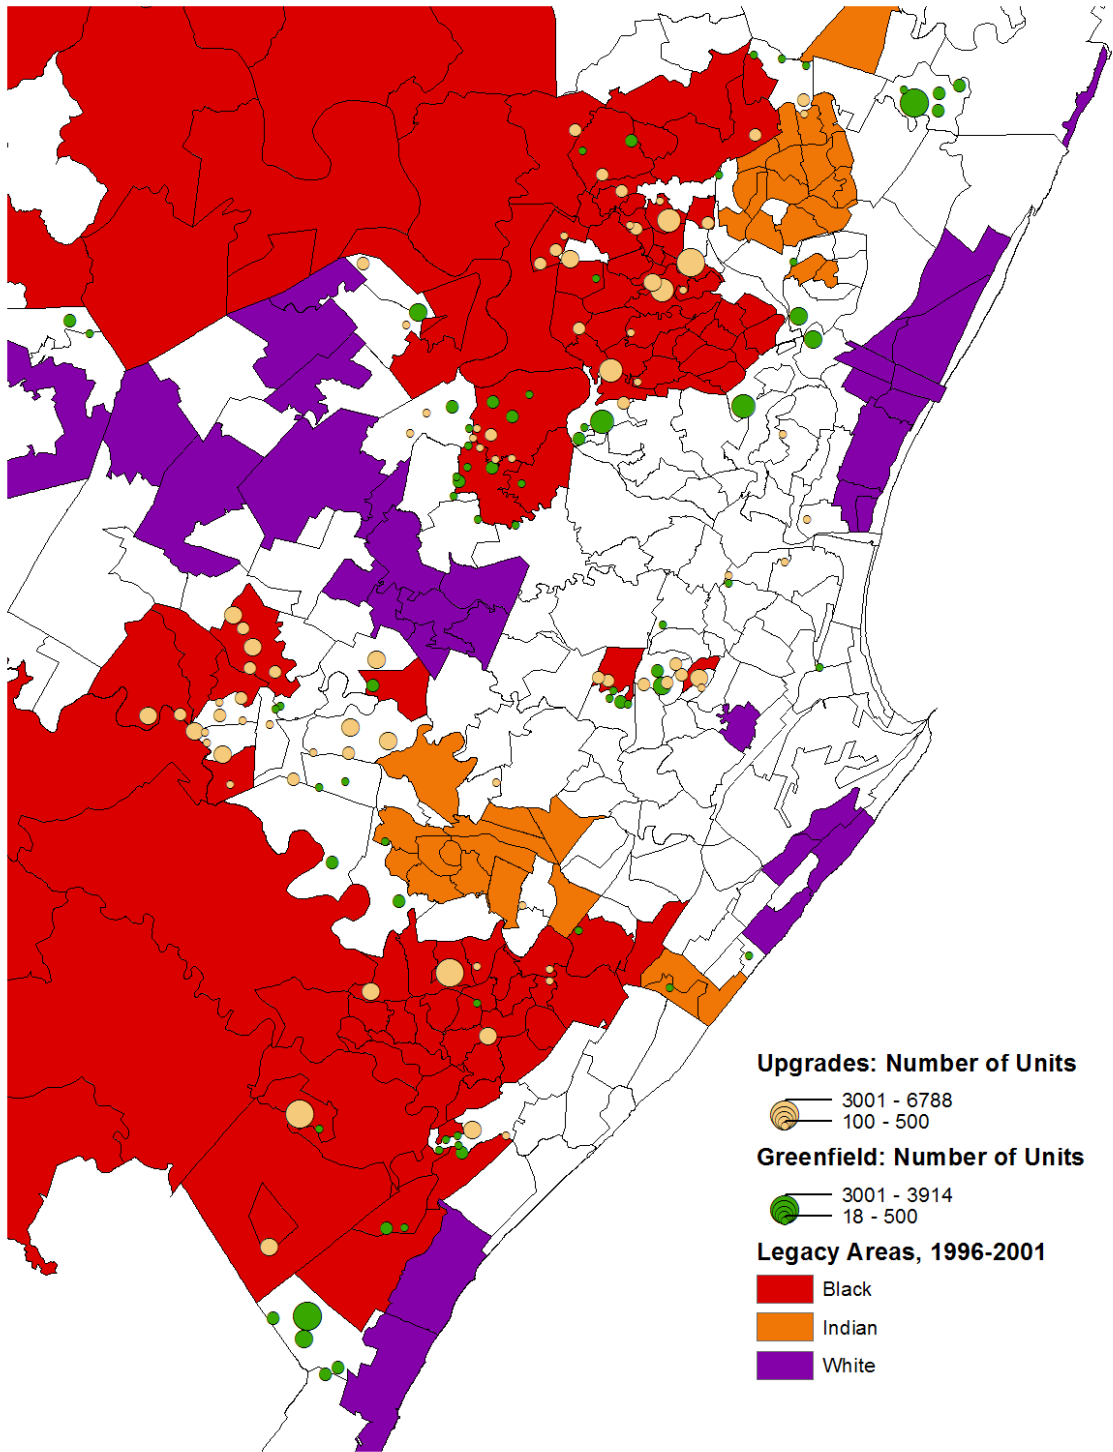 Upgrades: Number of Units
3001 - 6788
100 - 500
Greenfield: Number of Units
3001 - 3914
18 - 500
Legacy Areas, 1996-2001
Black
Indian
White